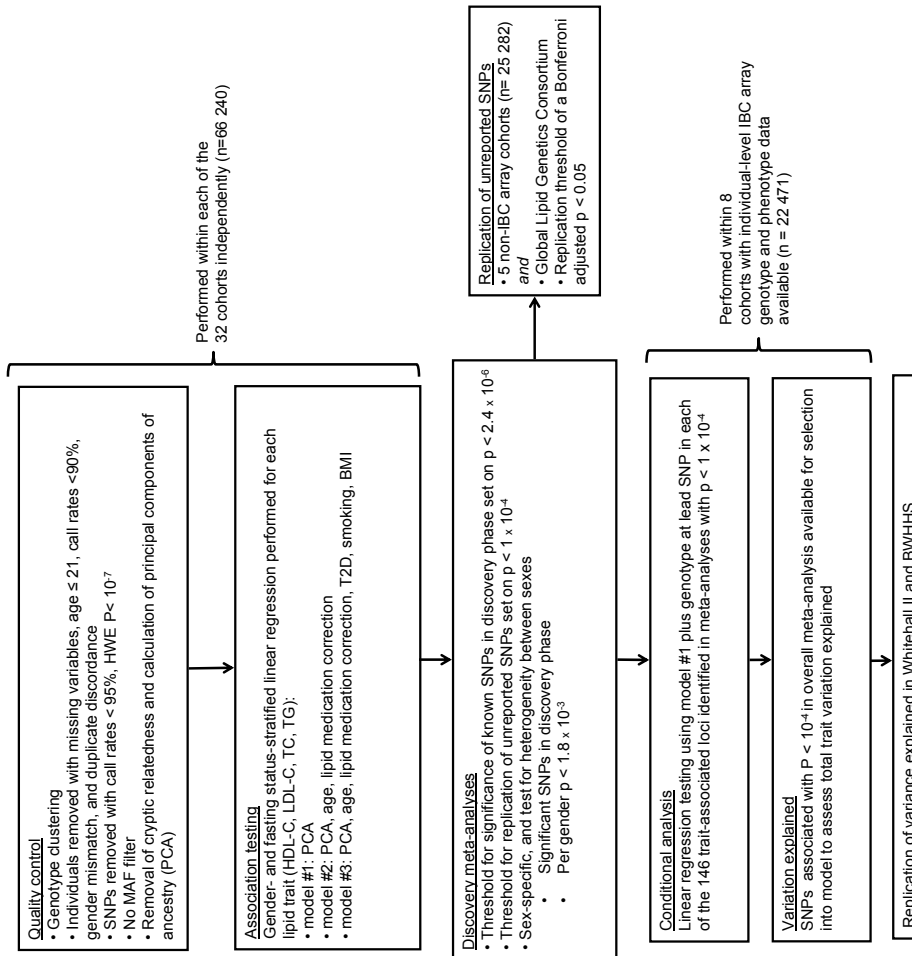 Quality control
• Genotype clustering
• Individuals removed with missing variables, age ≤ 21, call rates <90%,
gender mismatch, and duplicate discordance
• SNPs removed with call rates < 95%, HWE P< 10-7
• No MAF filter
• Removal of cryptic relatedness and calculation of principal components of
ancestry (PCA)
Association testing
Gender- and fasting status-stratified linear regression performed for each
lipid trait (HDL-C, LDL-C, TC, TG):
• model #1: PCA
• model #2: PCA, age, lipid medication correction
• model #3: PCA, age, lipid medication correction, T2D, smoking, BMI
Performed within each of the
32 cohorts independently (n=66 240)
Discovery meta-analyses
• Threshold for significance of known SNPs in discovery phase set on p < 2.4 x 10-6
• Threshold for replication of unreported SNPs set on p < 1 x 10-4
• Sex-specific, and test for heterogeneity between sexes
• Significant SNPs in discovery phase
• Per gender p < 1.8 x 10-3
Replication of unreported SNPs
• 5 non-IBC array cohorts (n= 25 282)
and
• Global Lipid Genetics Consortium
• Replication threshold of a Bonferroni
adjusted p < 0.05
Conditional analysis
Linear regression testing using model #1 plus genotype at lead SNP in each
of the 146 trait-associated loci identified in meta-analyses with p < 1 x 10-4
Variation explained
SNPs associated with P < 10-4 in overall meta-analysis available for selection
into model to assess total trait variation explained
Performed within 8
cohorts with individual-level IBC array
genotype and phenotype data
available (n = 22 471)
Replication of variance explained in Whitehall II and BWHHS